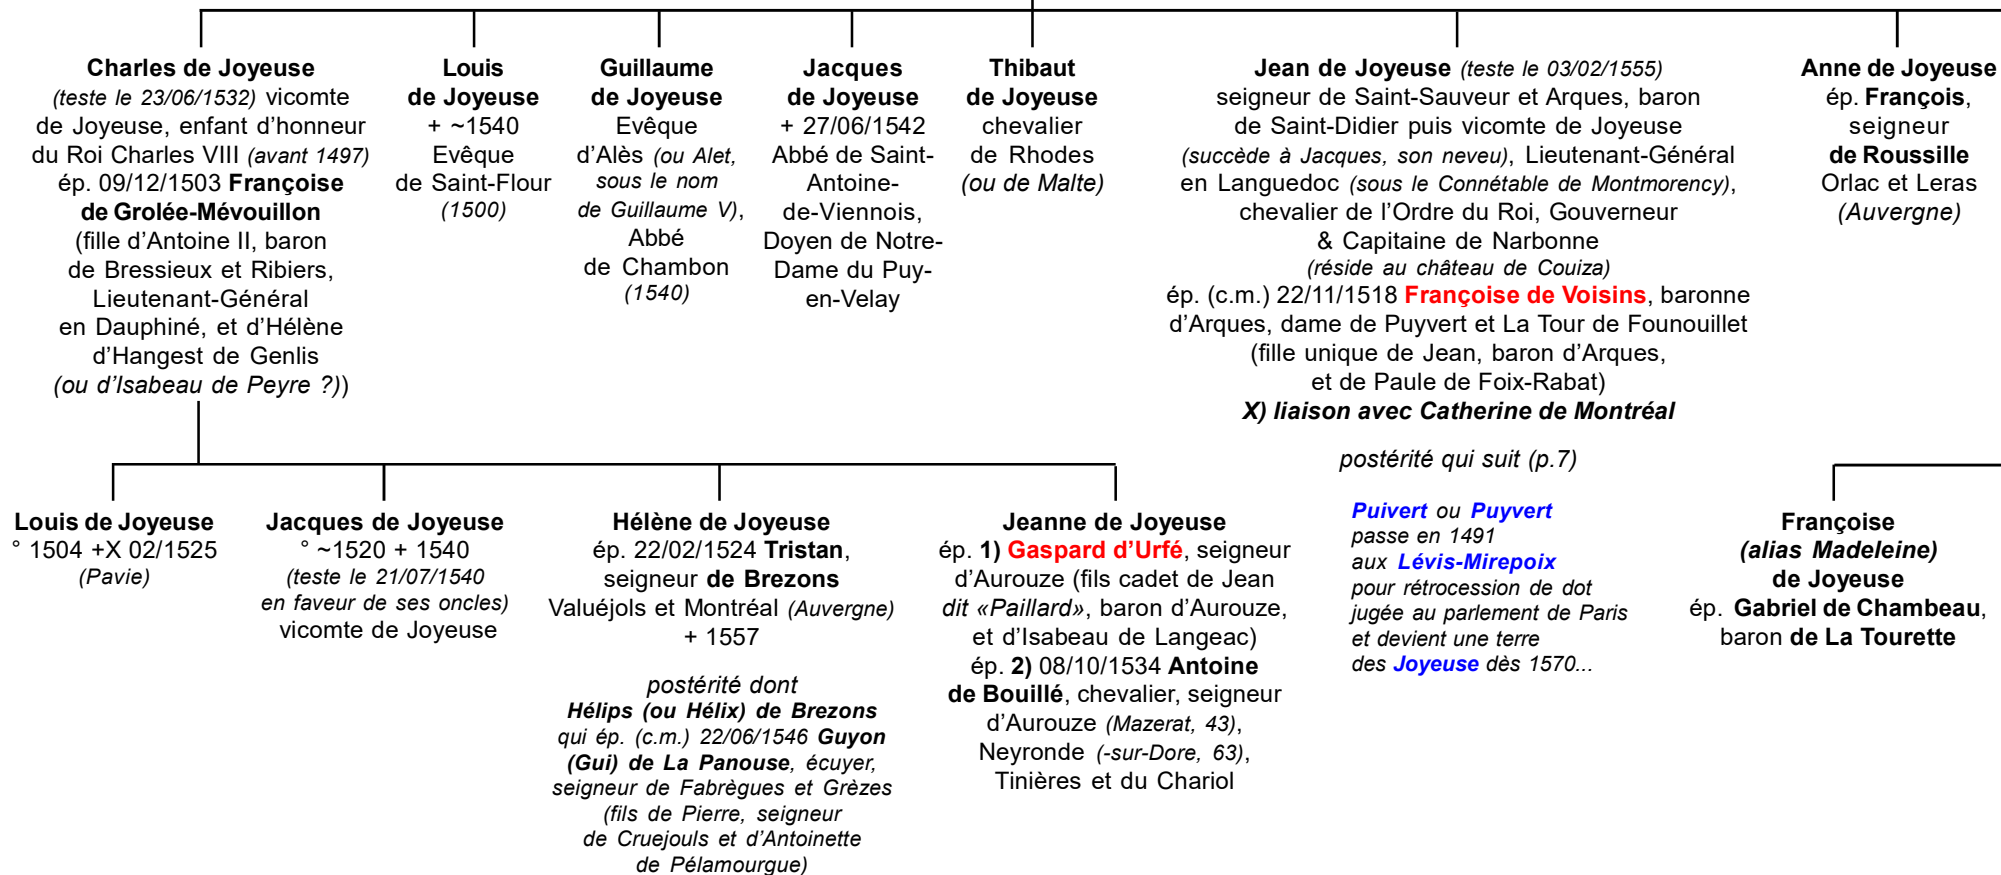 Charles de Joyeuse
(teste le 23/06/1532) vicomte
de Joyeuse, enfant d’honneur
du Roi Charles VIII (avant 1497)
ép. 09/12/1503 Françoise
de Grolée-Mévouillon
(fille d’Antoine II, baron
de Bressieux et Ribiers,
Lieutenant-Général
en Dauphiné, et d’Hélène
d’Hangest de Genlis
(ou d’Isabeau de Peyre ?))
Louis
de Joyeuse
+ ~1540
Evêque
de Saint-Flour
(1500)
Guillaume
de Joyeuse
Evêque
d’Alès (ou Alet,
sous le nom
de Guillaume V),
Abbé
de Chambon
(1540)
Jacques
de Joyeuse
+ 27/06/1542
Abbé de Saint-
Antoine-
de-Viennois,
Doyen de Notre-
Dame du Puy-
en-Velay
Thibaut
de Joyeuse
chevalier
de Rhodes
(ou de Malte)
Jean de Joyeuse (teste le 03/02/1555)
seigneur de Saint-Sauveur et Arques, baron
de Saint-Didier puis vicomte de Joyeuse
(succède à Jacques, son neveu), Lieutenant-Général
en Languedoc (sous le Connétable de Montmorency),
chevalier de l’Ordre du Roi, Gouverneur
& Capitaine de Narbonne
(réside au château de Couiza)
ép. (c.m.) 22/11/1518 Françoise de Voisins, baronne
d’Arques, dame de Puyvert et La Tour de Founouillet
(fille unique de Jean, baron d’Arques,
et de Paule de Foix-Rabat)
X) liaison avec Catherine de Montréal
postérité qui suit (p.7)
Anne de Joyeuse
ép. François,
seigneur
de Roussille
Orlac et Leras
(Auvergne)
Louis de Joyeuse
° 1504 +X 02/1525
(Pavie)
Jacques de Joyeuse
° ~1520 + 1540
(teste le 21/07/1540
en faveur de ses oncles)
vicomte de Joyeuse
Hélène de Joyeuse
ép. 22/02/1524 Tristan,
seigneur de Brezons
Valuéjols et Montréal (Auvergne)
+ 1557
postérité dont
Hélips (ou Hélix) de Brezons
qui ép. (c.m.) 22/06/1546 Guyon
(Gui) de La Panouse, écuyer,
seigneur de Fabrègues et Grèzes
(fils de Pierre, seigneur
de Cruejouls et d’Antoinette
de Pélamourgue)
Jeanne de Joyeuse
ép. 1) Gaspard d’Urfé, seigneur
d’Aurouze (fils cadet de Jean
dit «Paillard», baron d’Aurouze,
et d’Isabeau de Langeac)
ép. 2) 08/10/1534 Antoine
de Bouillé, chevalier, seigneur
d’Aurouze (Mazerat, 43),
Neyronde (-sur-Dore, 63),
Tinières et du Chariol
Puivert ou Puyvert
passe en 1491
aux Lévis-Mirepoix
pour rétrocession de dot
jugée au parlement de Paris
et devient une terre
des Joyeuse dès 1570...
Françoise
(alias Madeleine)
de Joyeuse
ép. Gabriel de Chambeau,
baron de La Tourette